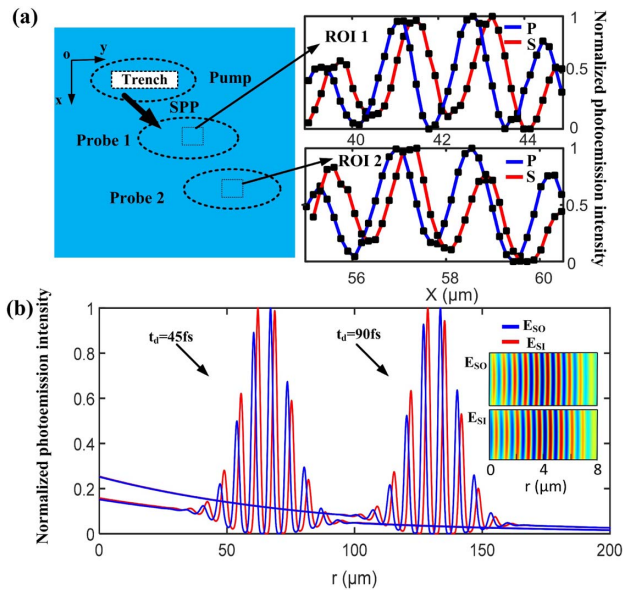 (a)
o
y
x
Trench
Pump
SPP
Probe 1
Probe 2
ROI 1
P
S
1
0.5
0
40
42
44
ROI 2
P
S
1
0.5
0
56
58
60
X (µm)
Normalized photoemission intensity
(b)
Normalized photoemission intensity
1
0.8
0.6
0.4
0.2
0
t_d=45fs
t_d=90fs
E_SO
E_SI
E_SO
E_SI
0
4
8
r (µm)
0
50
100
150
200
r (µm)